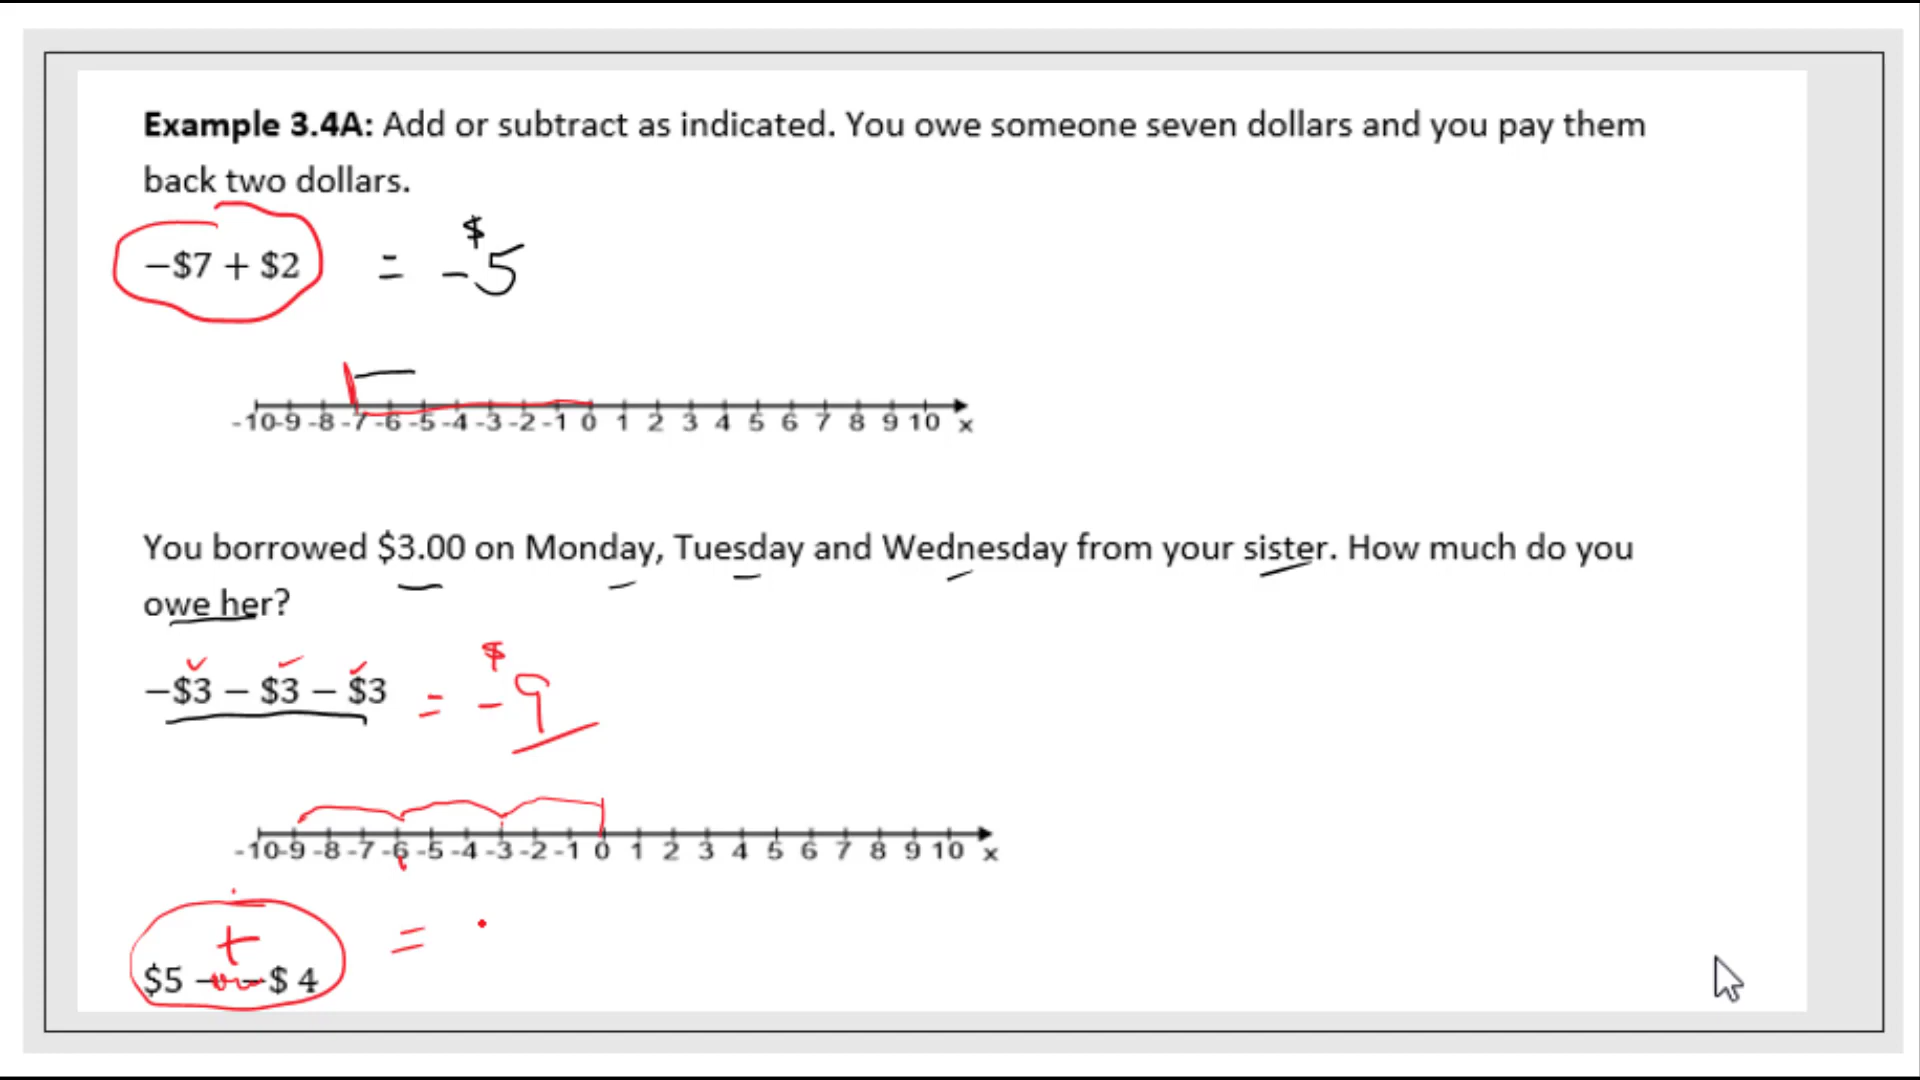 Example 3.4A: Add or subtract as indicated. You owe someone seven dollars and you pay them
back two dollars.
−$7 + $2 = -$5
-10 -9 -8 -7 -6 -5 -4 -3 -2 -1 0 1 2 3 4 5 6 7 8 9 10 x
You borrowed $3.00 on Monday, Tuesday and Wednesday from your sister. How much do you
owe her?
−$3 − $3 − $3 = -$9
-10 -9 -8 -7 -6 -5 -4 -3 -2 -1 0 1 2 3 4 5 6 7 8 9 10 x
+ =
$5 − −$ 4